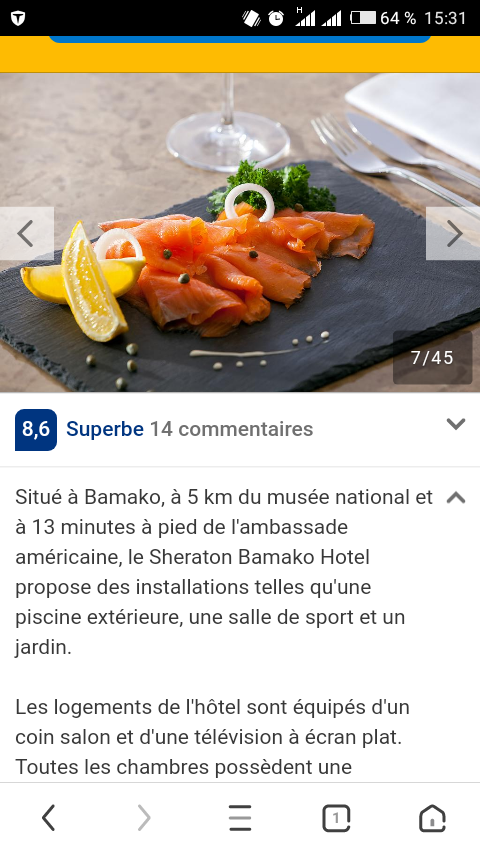 H 64 % 15:31
7/45
8,6 Superbe 14 commentaires
Situé à Bamako, à 5 km du musée national et
à 13 minutes à pied de l'ambassade
américaine, le Sheraton Bamako Hotel
propose des installations telles qu'une
piscine extérieure, une salle de sport et un
jardin.
Les logements de l'hôtel sont équipés d'un
coin salon et d'une télévision à écran plat.
Toutes les chambres possèdent une
1